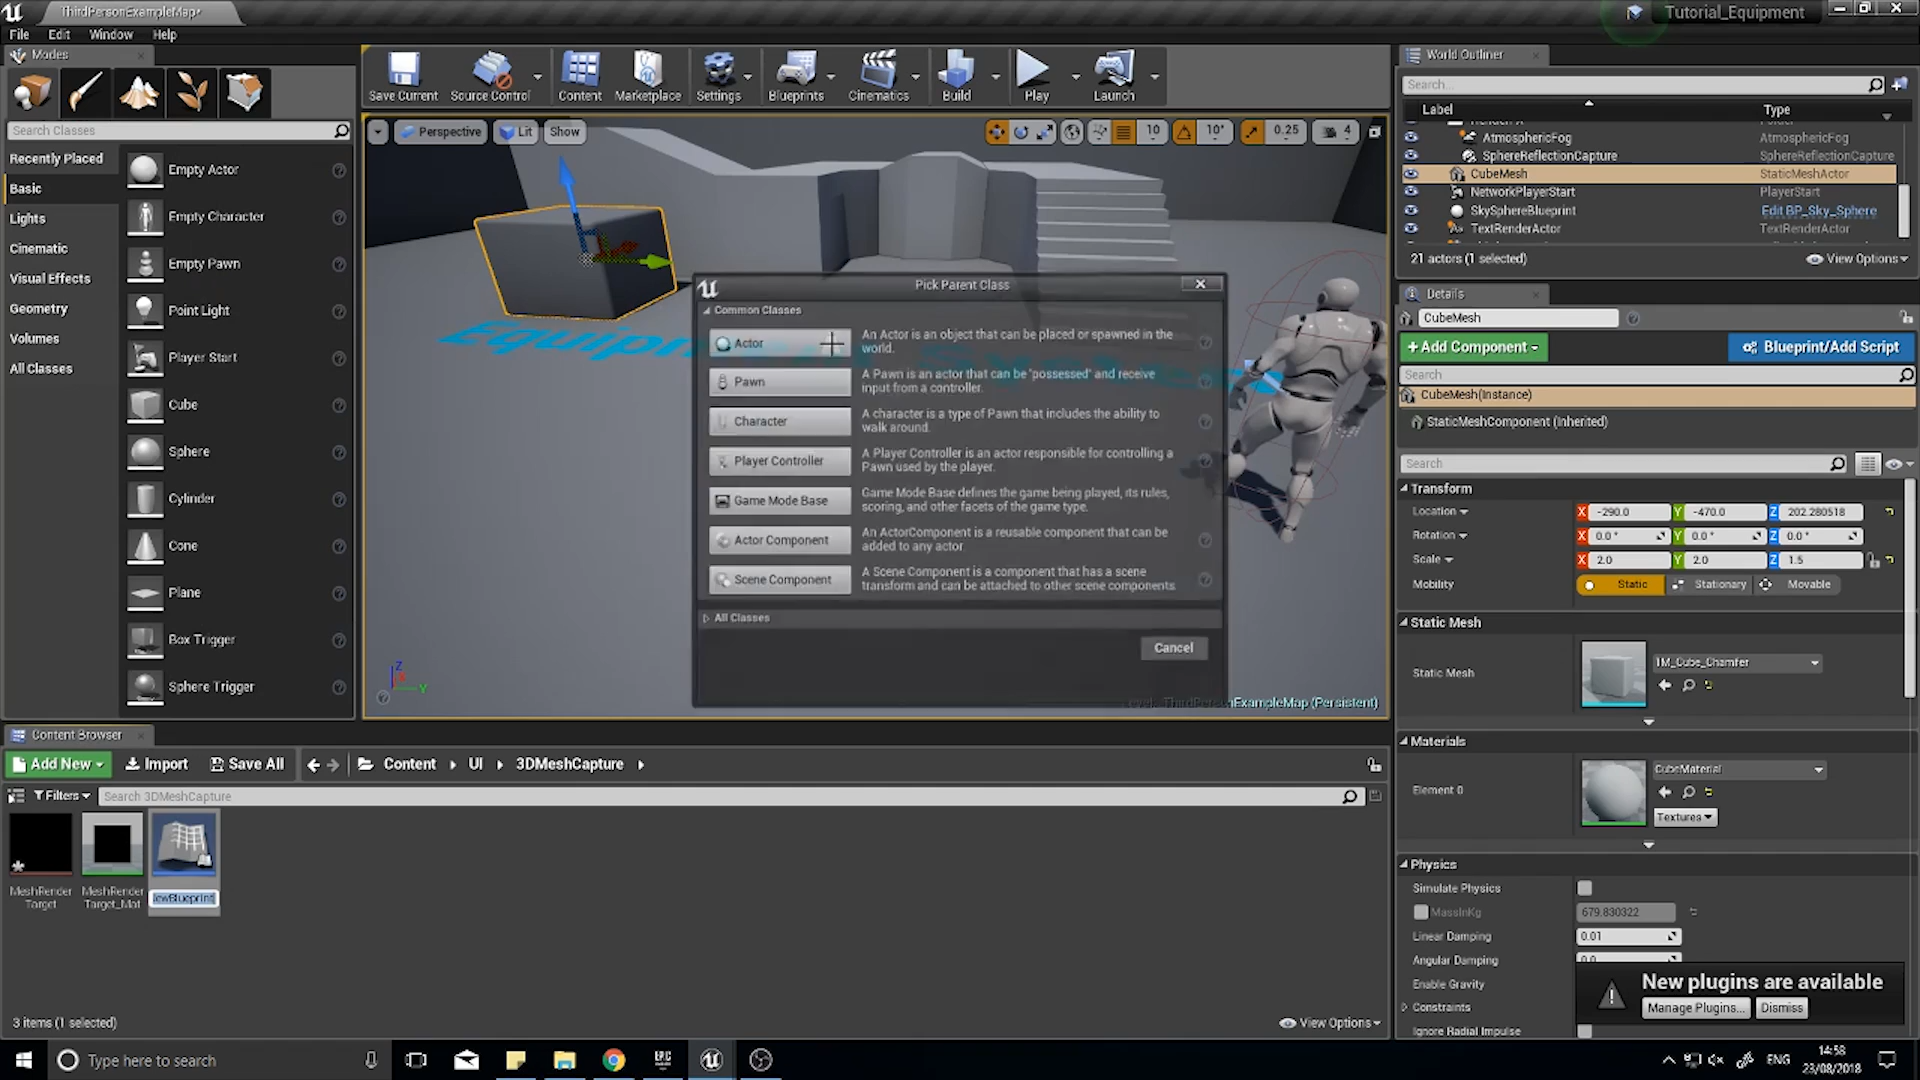 ThirdPersonExampleMap*
Tutorial_Equipment
File Edit Window Help
Modes
Search Classes
Recently Placed
Basic
Lights
Cinematic
Visual Effects
Geometry
Volumes
All Classes
Empty Actor
Empty Character
Empty Pawn
Point Light
Player Start
Cube
Sphere
Cylinder
Cone
Plane
Box Trigger
Sphere Trigger
Save Current Source Control Content Marketplace Settings Blueprints Cinematics Build Play Launch
Perspective Lit Show
10 10° 0.25 4
Pick Parent Class
Common Classes
Actor
An Actor is an object that can be placed or spawned in the
world.
Pawn
A Pawn is an actor that can be 'possessed' and receive
input from a controller.
Character
A character is a type of Pawn that includes the ability to
walk around.
Player Controller
A Player Controller is an actor responsible for controlling a
Pawn used by the player.
Game Mode Base
Game Mode Base defines the game being played, its rules,
scoring, and other facets of the game type.
Actor Component
An ActorComponent is a reusable component that can be
added to any actor
Scene Component
A Scene Component is a component that has a scene
transform and can be attached to other scene components.
All Classes
Cancel
ThirdPersonExampleMap (Persistent)
Z
Y
World Outliner
Search...
Label Type
AtmosphericFog AtmosphericFog
SphereReflectionCapture SphereReflectionCapture
CubeMesh StaticMeshActor
NetworkPlayerStart PlayerStart
SkySphereBlueprint Edit BP_Sky_Sphere
TextRenderActor TextRenderActor
21 actors (1 selected)
View Options
Details
CubeMesh
+ Add Component
Blueprint/Add Script
Search
CubeMesh(Instance)
StaticMeshComponent (Inherited)
Search
Transform
Location X -290.0 Y -470.0 Z 202.280518
Rotation X 0.0° Y 0.0° Z 0.0°
Scale X 2.0 Y 2.0 Z 1.5
Mobility Static Stationary Movable
Static Mesh
Static Mesh
1M_Cube_Chamfer
Materials
Element 0
CubeMaterial
Textures
Physics
Simulate Physics
MassInKg 679.830322
Linear Damping 0.01
Angular Damping 0.0
Enable Gravity
Constraints
Ignore Radial Impulse
New plugins are available
Manage Plugins... Dismiss
Content Browser
Add New Import Save All Content UI 3DMeshCapture
Filters Search 3DMeshCapture
MeshRender
Target
MeshRender
Target_Mat
ewBlueprint
3 items (1 selected)
View Options
Type here to search
EPIC
ENG
14:58
23/08/2018